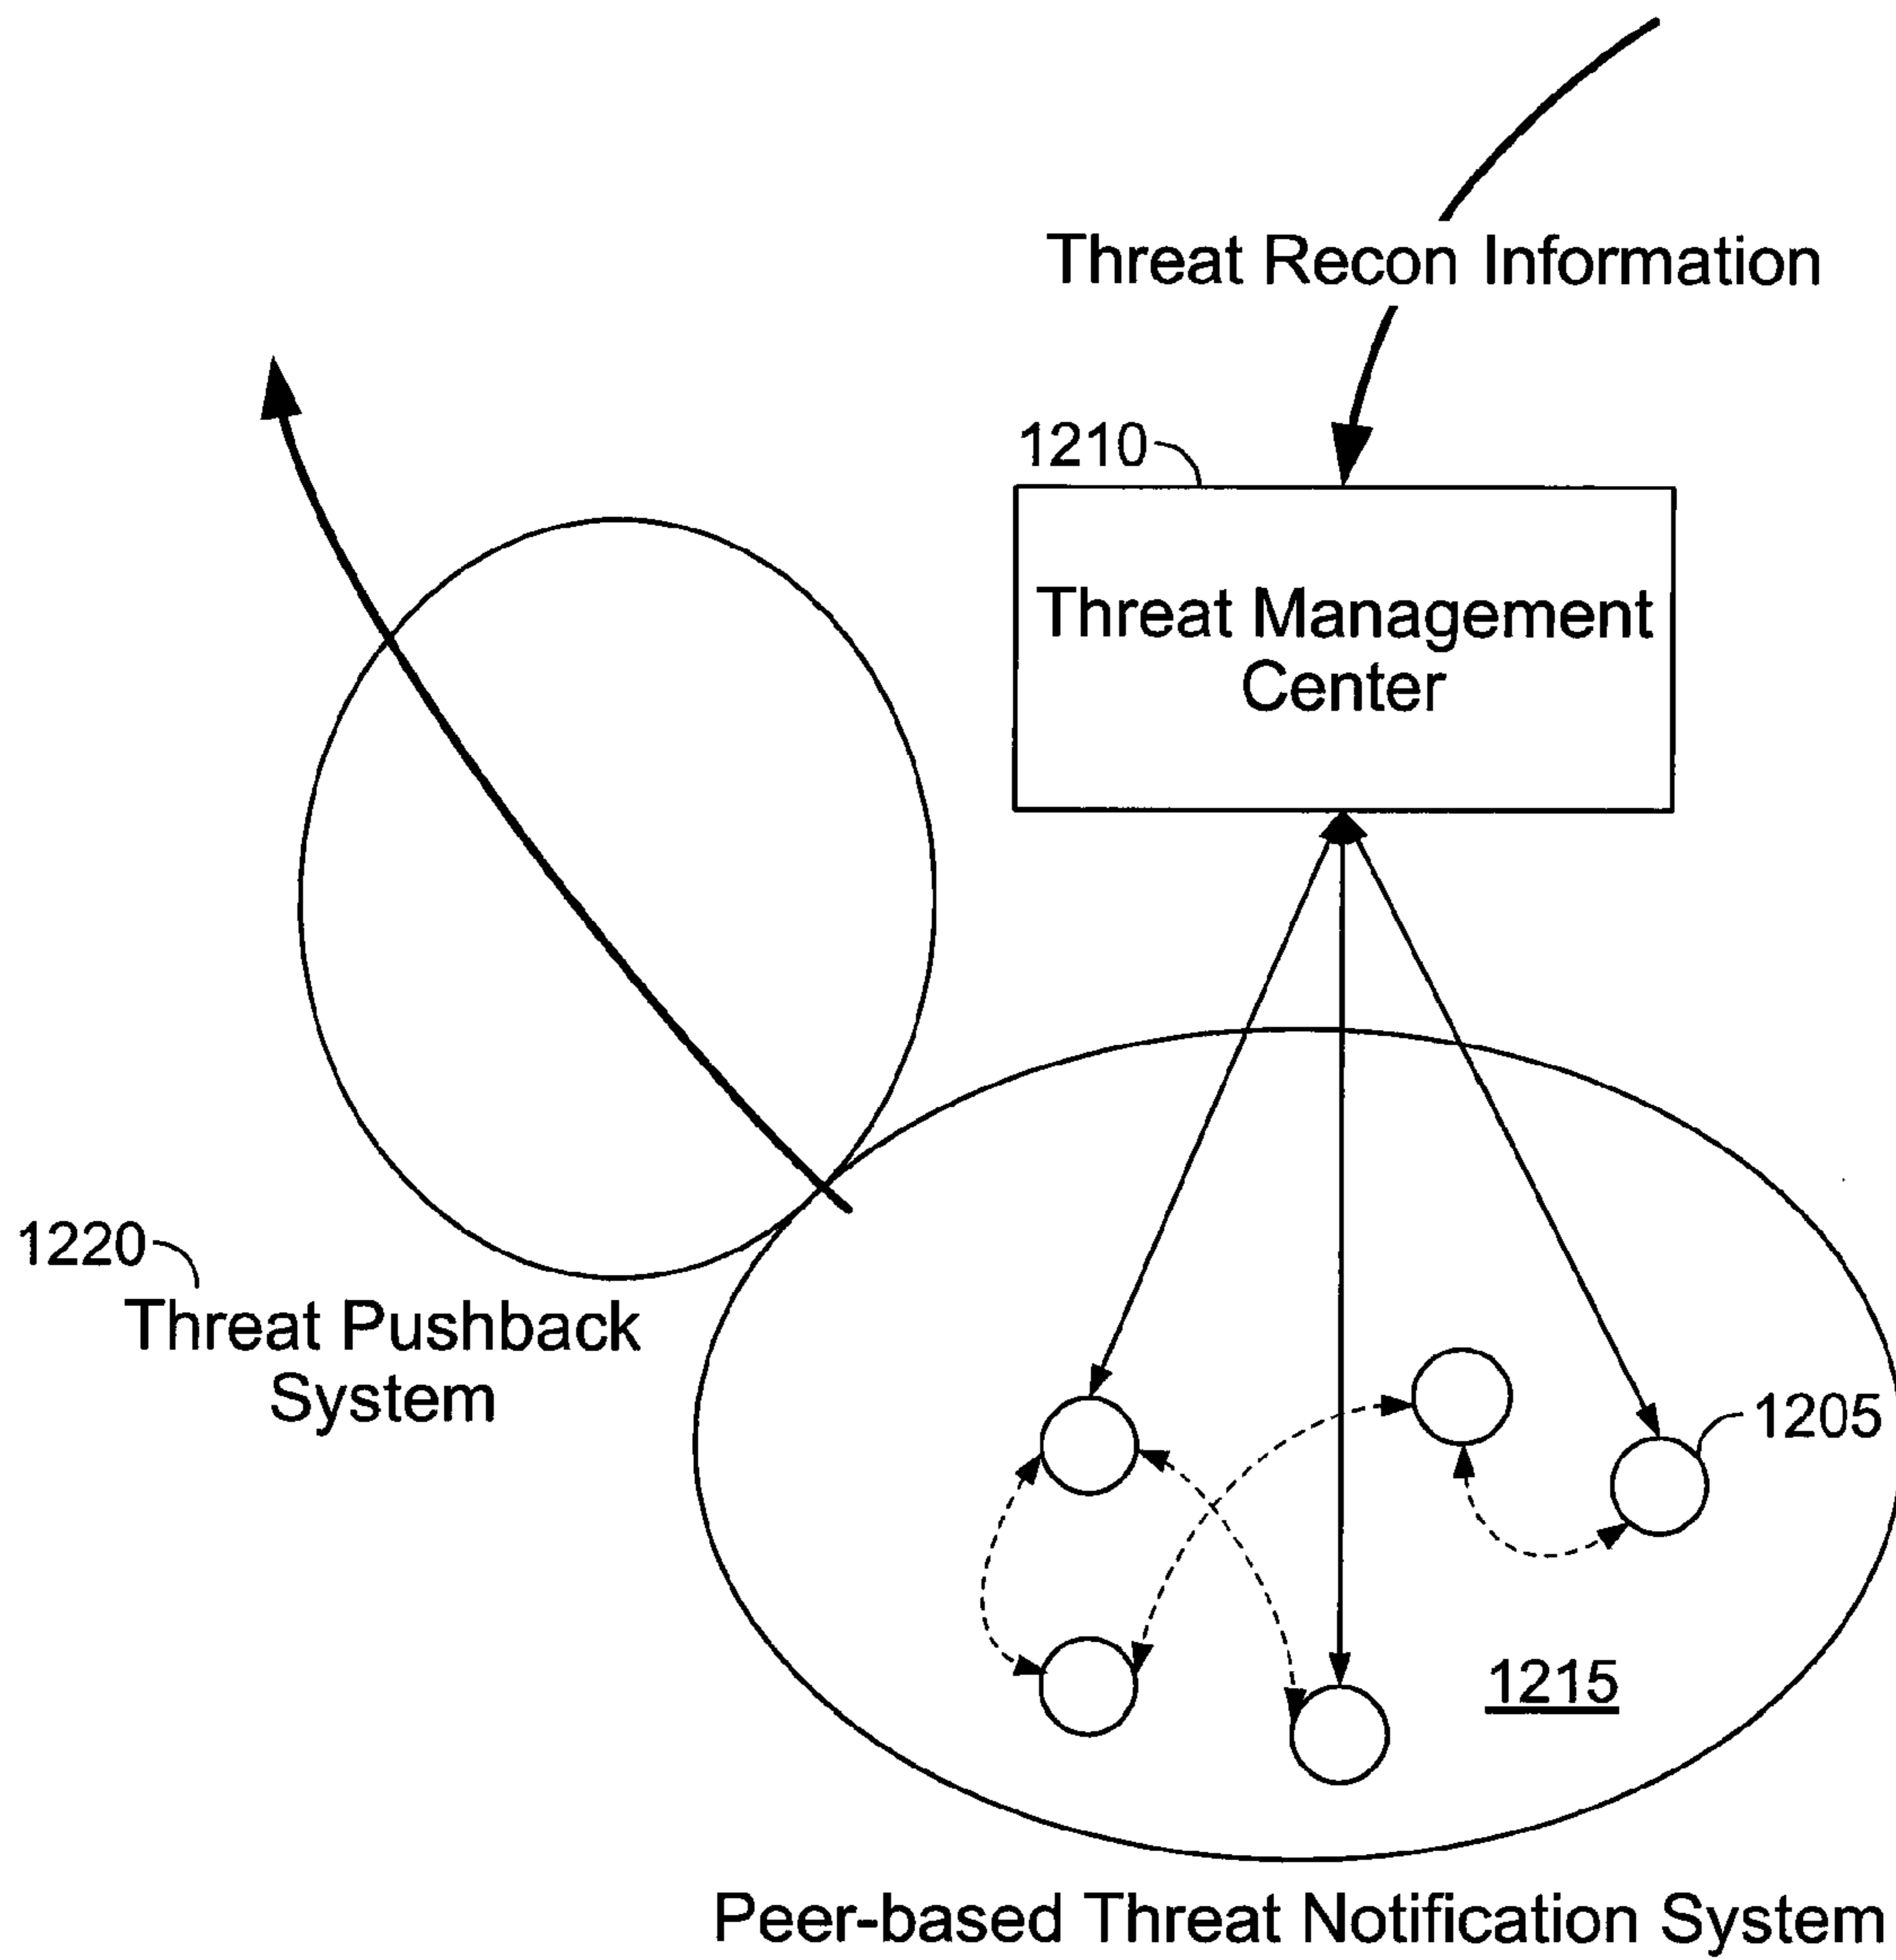 Threat Recon Information
1210
Threat Management
Center
1220
Threat Pushback
System
1205
1215
Peer-based Threat Notification System